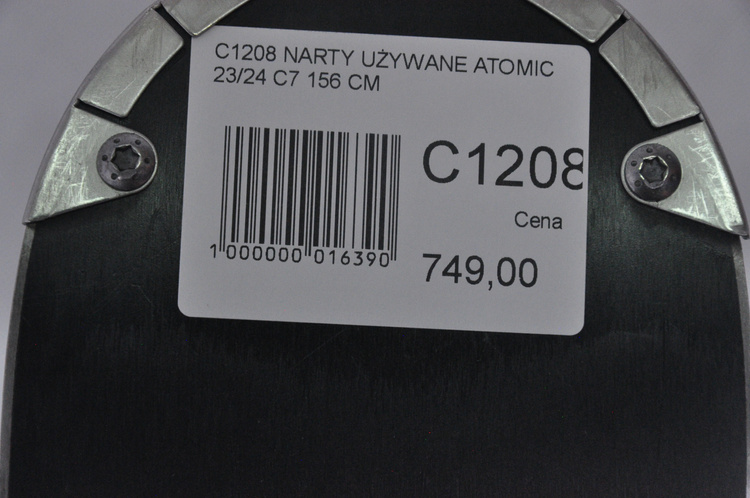 C1208 NARTY UŻYWANE ATOMIC
23/24 C7 156 CM
C1208
Cena
1 000000 016390
749,00